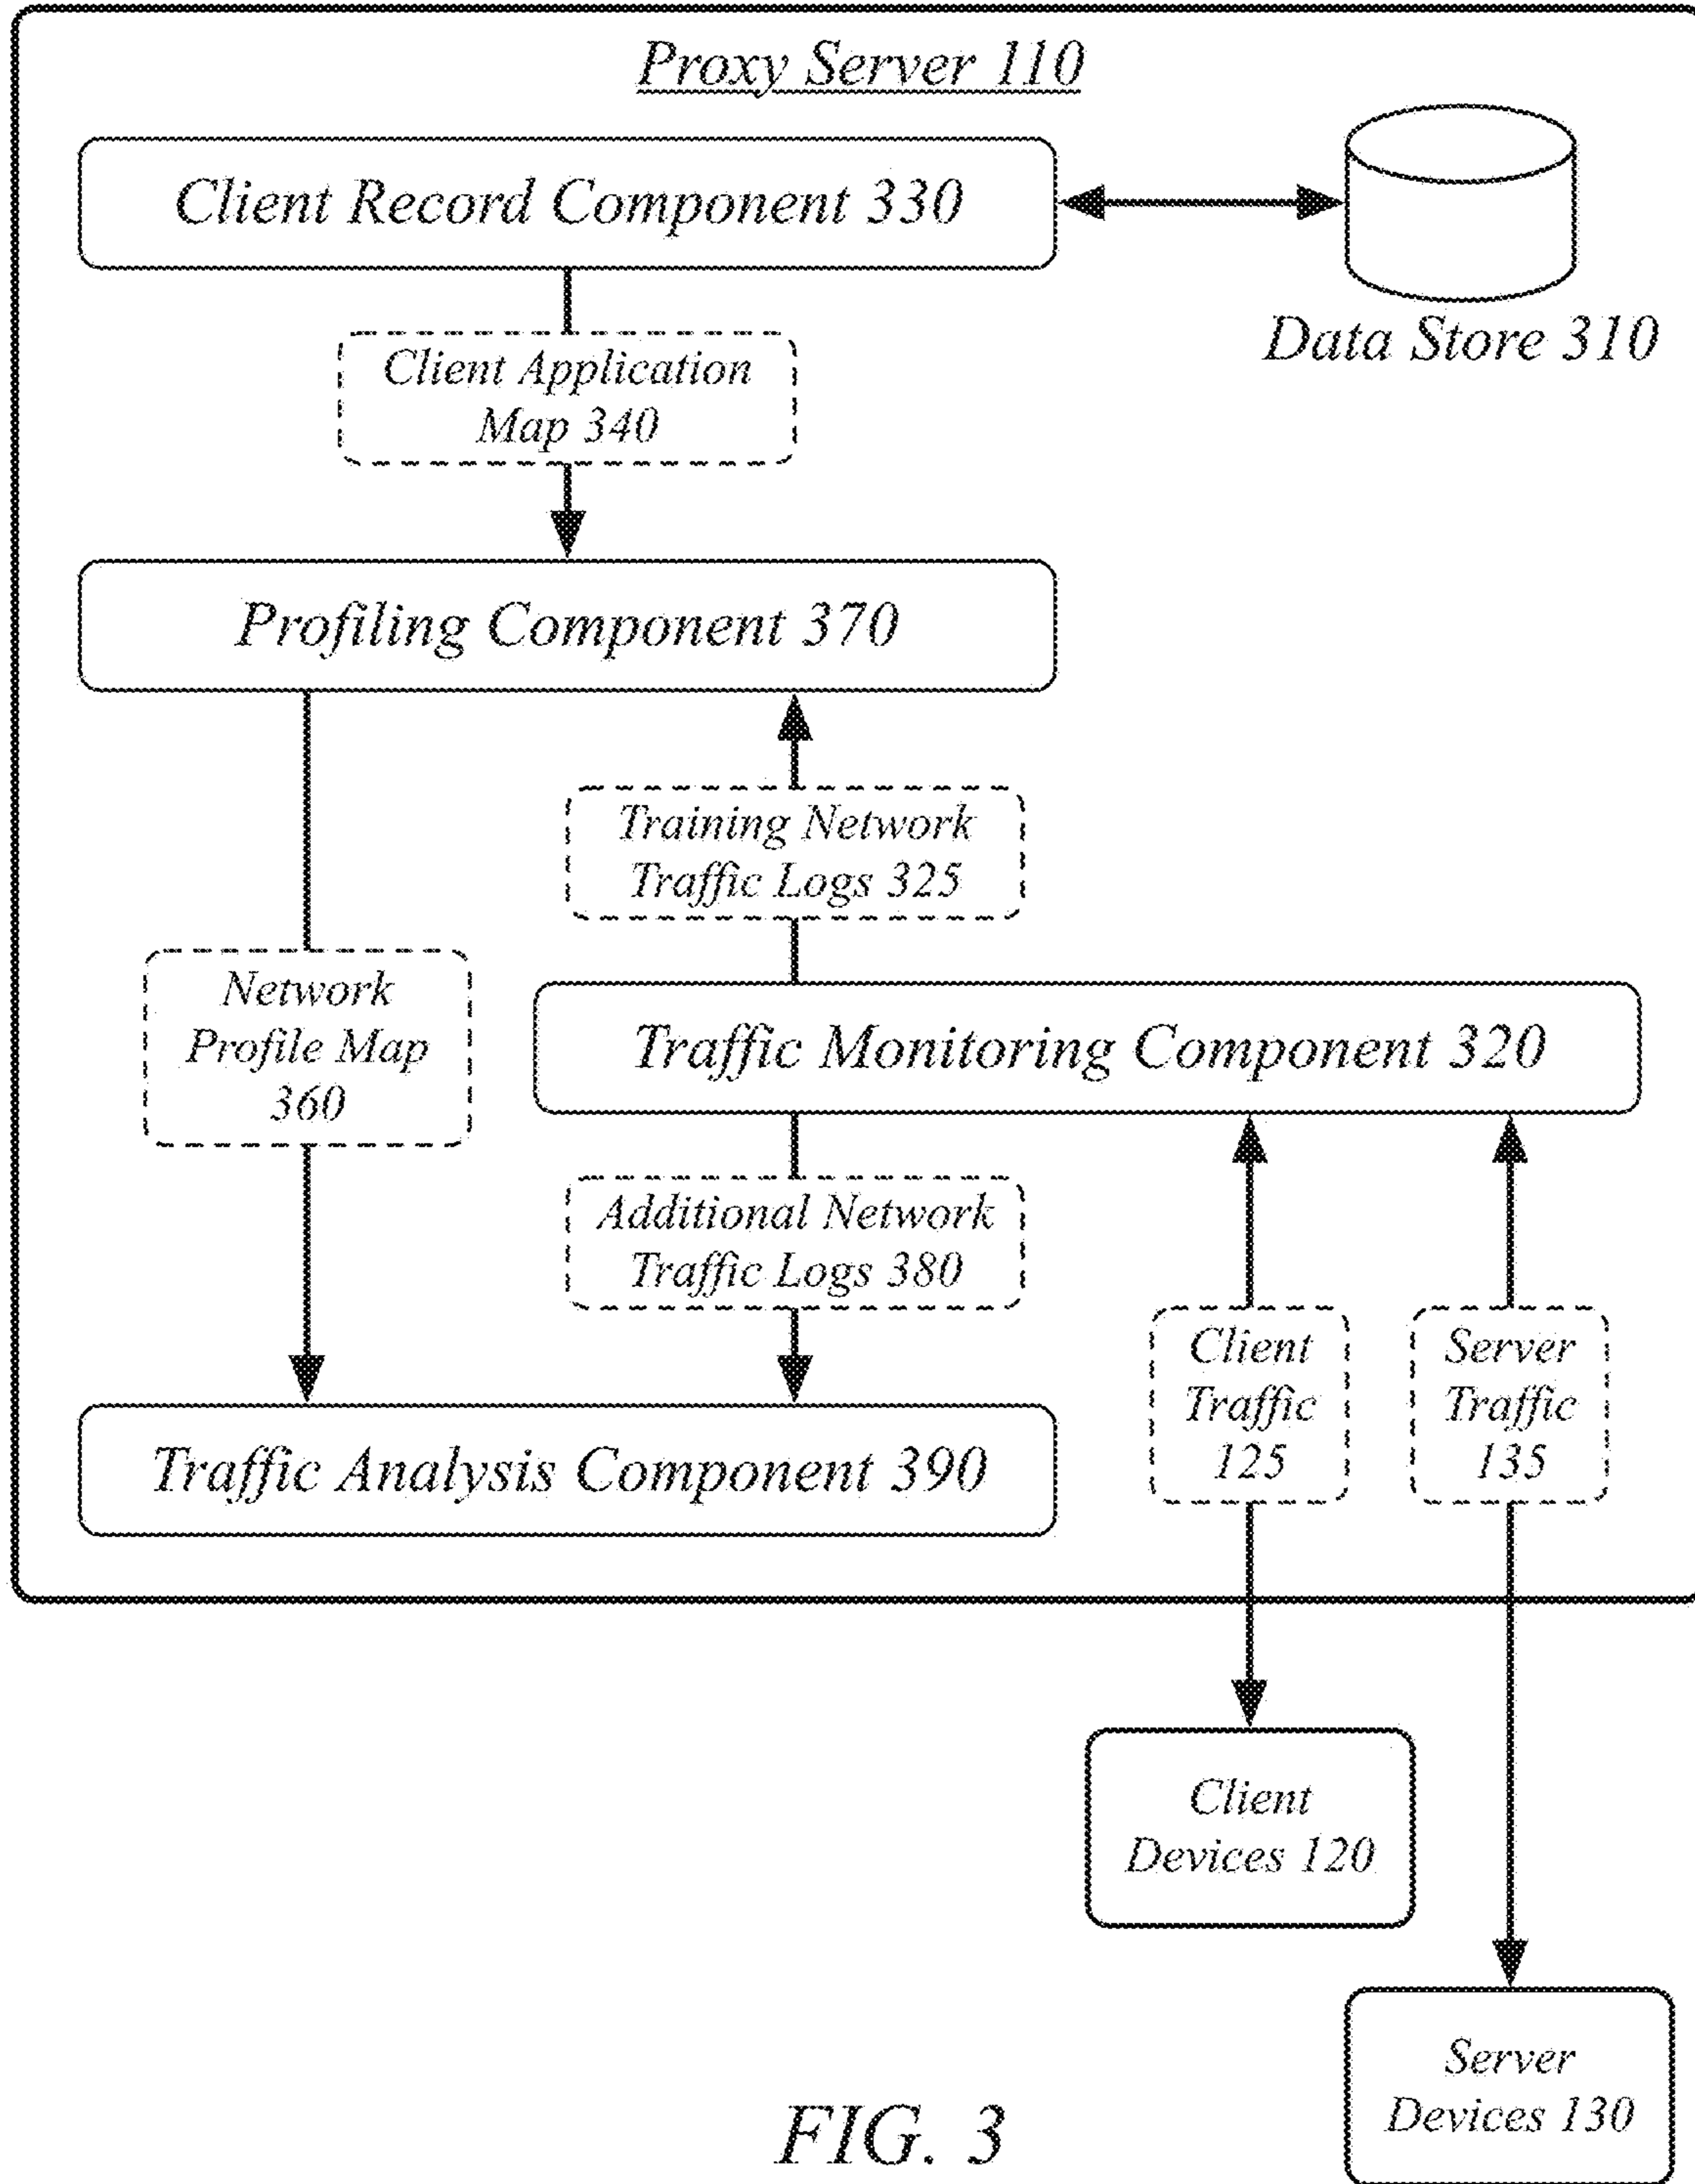 Proxy Server 110
Client Record Component 330
Data Store 310
Client Application
Map 340
Profiling Component 370
Training Network
Traffic Logs 325
Network
Profile Map
360
Traffic Monitoring Component 320
Additional Network
Traffic Logs 380
Client
Traffic
125
Server
Traffic
135
Traffic Analysis Component 390
Client
Devices 120
Server
Devices 130
FIG. 3